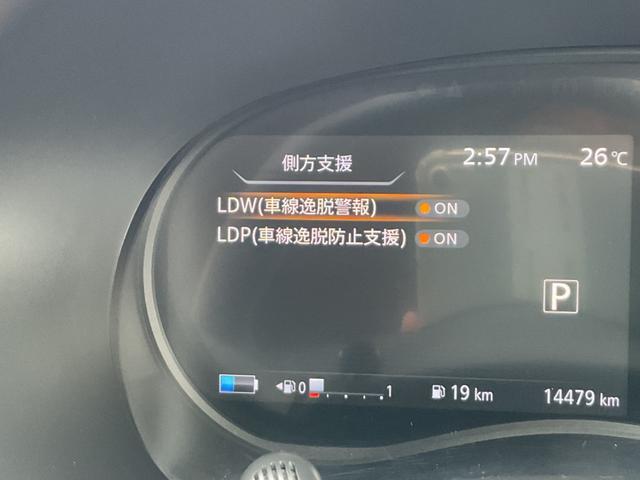 側方支援 2:57 PM 26℃
LDW(車線逸脱警報) ON
LDP(車線逸脱防止支援) ON
P
0 1 19 km 14479 km